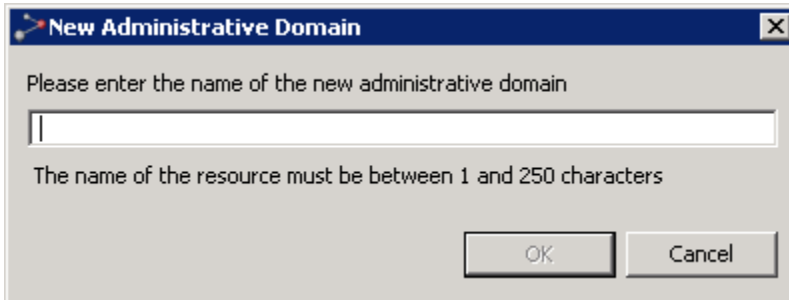 New Administrative Domain
Please enter the name of the new administrative domain
The name of the resource must be between 1 and 250 characters
OK
Cancel